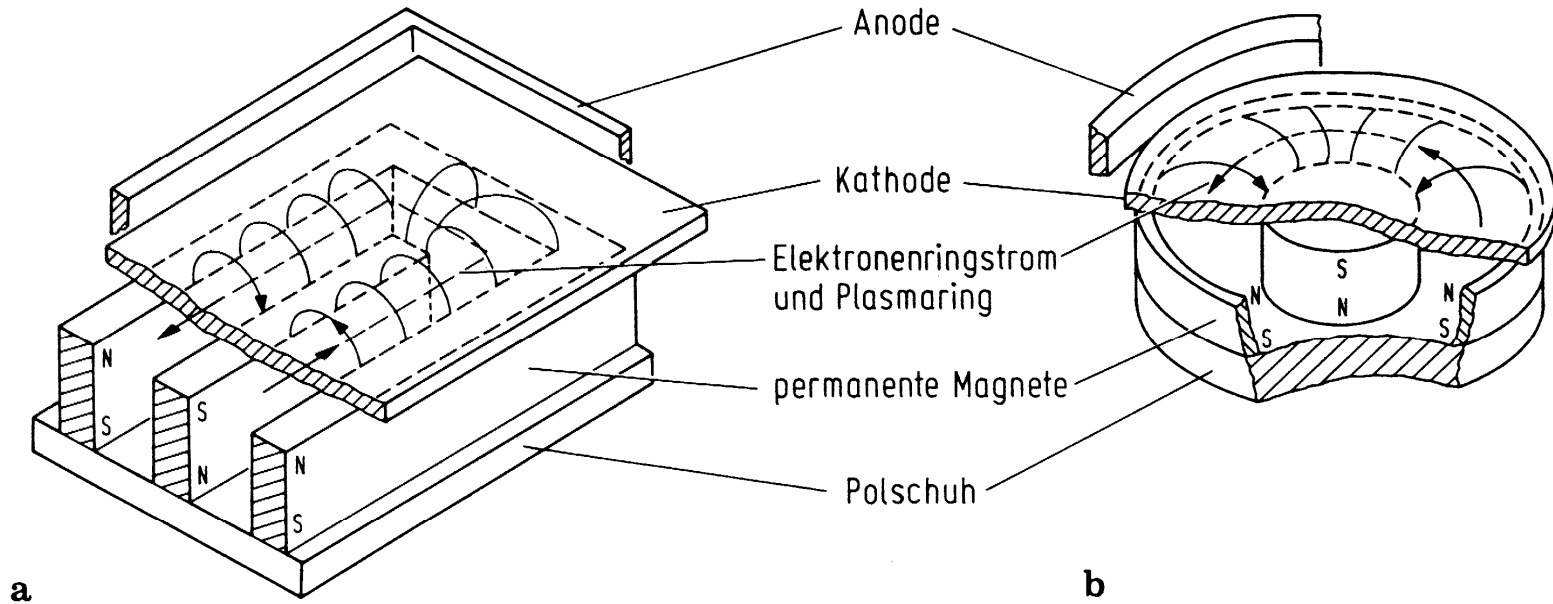 Anode
Kathode
Elektronenringstrom
und Plasmaring
permanente Magnete
Polschuh
N
S
S
N
N
S
S
N
N
S
N
S
a
b